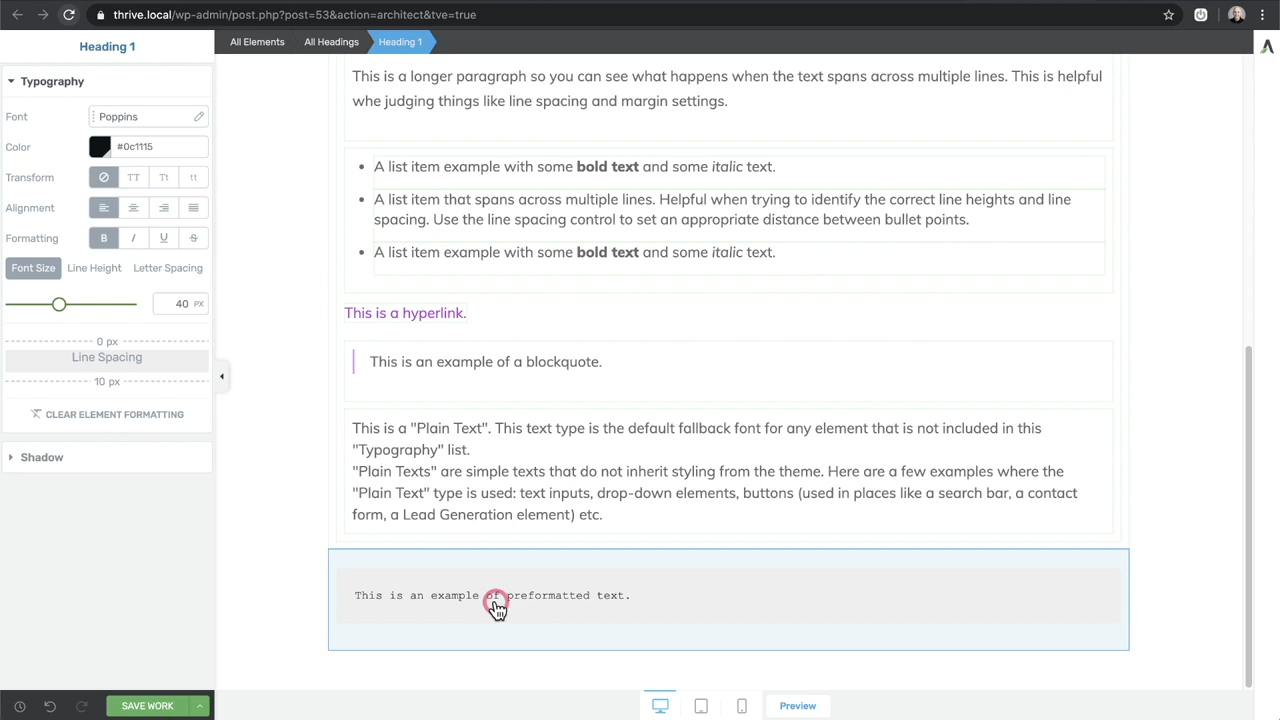 thrive.local/wp-admin/post.php?post=53&action=architect&tve=true
Heading 1
All Elements
All Headings
Heading 1
Typography
Font
Poppins
Color
#0c1115
Transform
TT
Tt
tt
Alignment
Formatting
B
I
U
S
Font Size
Line Height
Letter Spacing
40 PX
0 px
Line Spacing
10 px
CLEAR ELEMENT FORMATTING
Shadow
SAVE WORK
This is a longer paragraph so you can see what happens when the text spans across multiple lines. This is helpful
whe judging things like line spacing and margin settings.
A list item example with some bold text and some italic text.
A list item that spans across multiple lines. Helpful when trying to identify the correct line heights and line
spacing. Use the line spacing control to set an appropriate distance between bullet points.
A list item example with some bold text and some italic text.
This is a hyperlink.
This is an example of a blockquote.
This is a "Plain Text". This text type is the default fallback font for any element that is not included in this
"Typography" list.
"Plain Texts" are simple texts that do not inherit styling from the theme. Here are a few examples where the
"Plain Text" type is used: text inputs, drop-down elements, buttons (used in places like a search bar, a contact
form, a Lead Generation element) etc.
This is an example of preformatted text.
Preview